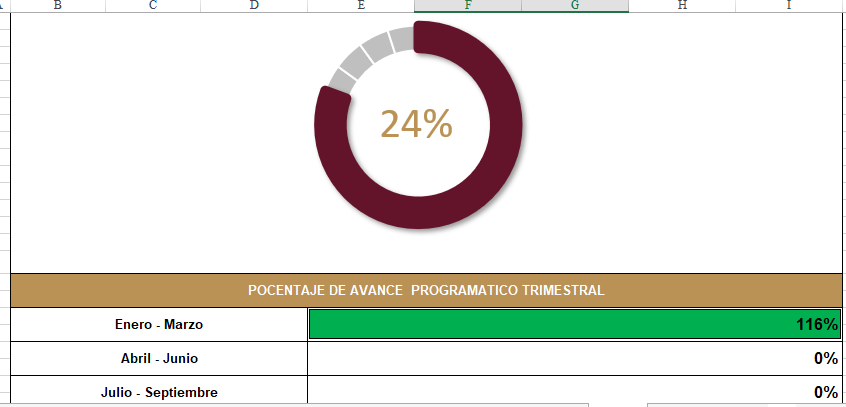 B C D E F G H I
24%
POCENTAJE DE AVANCE PROGRAMATICO TRIMESTRAL
Enero - Marzo 116%
Abril - Junio 0%
Julio - Septiembre 0%